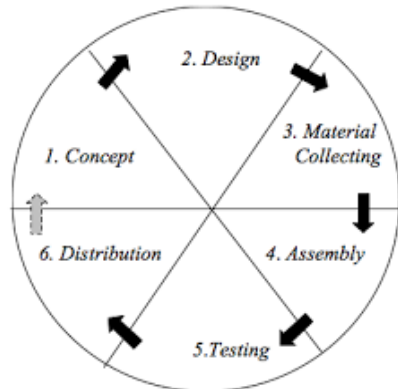 1. Concept
2. Design
3. Material
Collecting
4. Assembly
5.Testing
6. Distribution